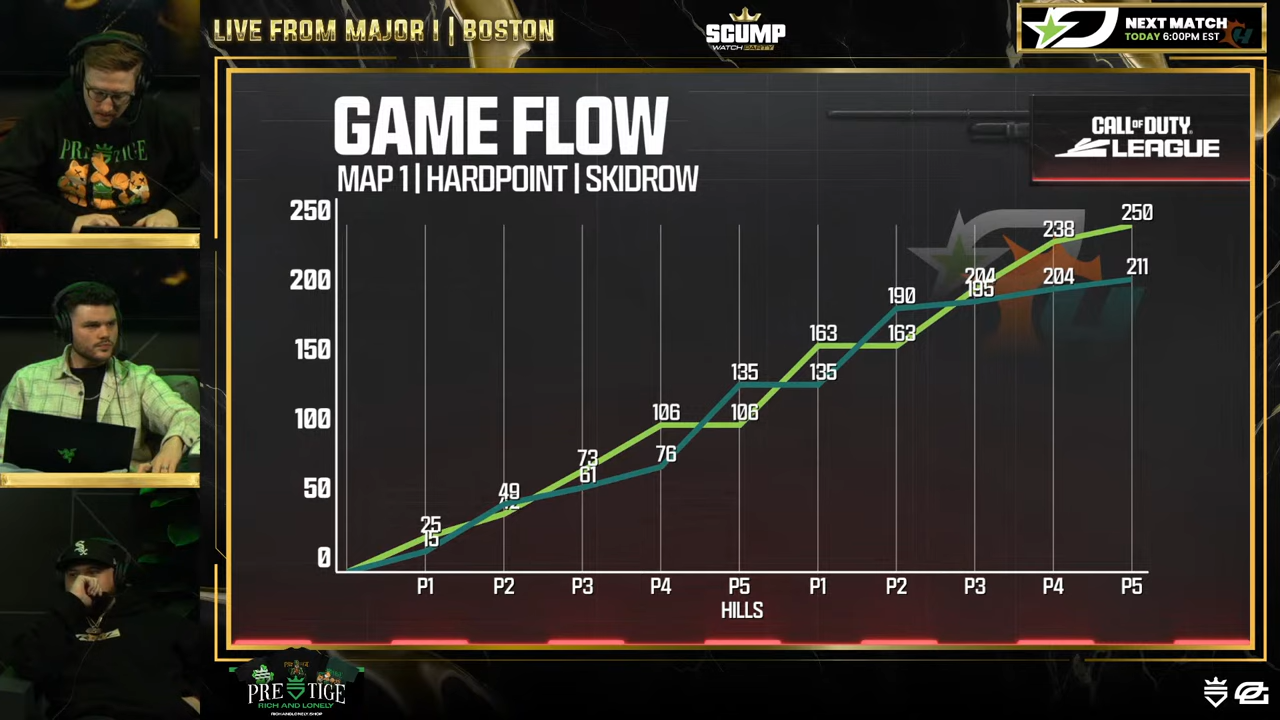 LIVE FROM MAJOR I | BOSTON
SCUMP
WATCH PARTY
NEXT MATCH
TODAY 6:00PM EST
GAME FLOW
MAP 1 | HARDPOINT | SKIDROW
CALL OF DUTY
LEAGUE
250
200
150
100
50
0
25
15
49
73
61
106
76
135
106
163
135
190
163
204
195
238
204
250
211
P1
P2
P3
P4
P5
P1
P2
P3
P4
P5
HILLS
PRESTIGE
PRESTIGE
RICH AND LONELY
RICHANDLONELY.SHOP